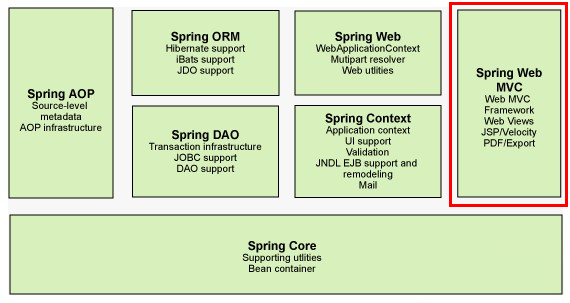 Spring AOP
Source-level
metadata
AOP infrastructure
Spring ORM
Hibernate support
iBats support
JDO support
Spring DAO
Transaction infrastructure
JOBC support
DAO support
Spring Web
WebApplicationContext
Mutipart resolver
Web utlities
Spring Context
Application context
UI support
Validation
JNDL EJB support and
remodeling
Mail
Spring Web
MVC
Web MVC
Framework
Web Views
JSP/Velocity
PDF/Export
Spring Core
Supporting utlities
Bean container